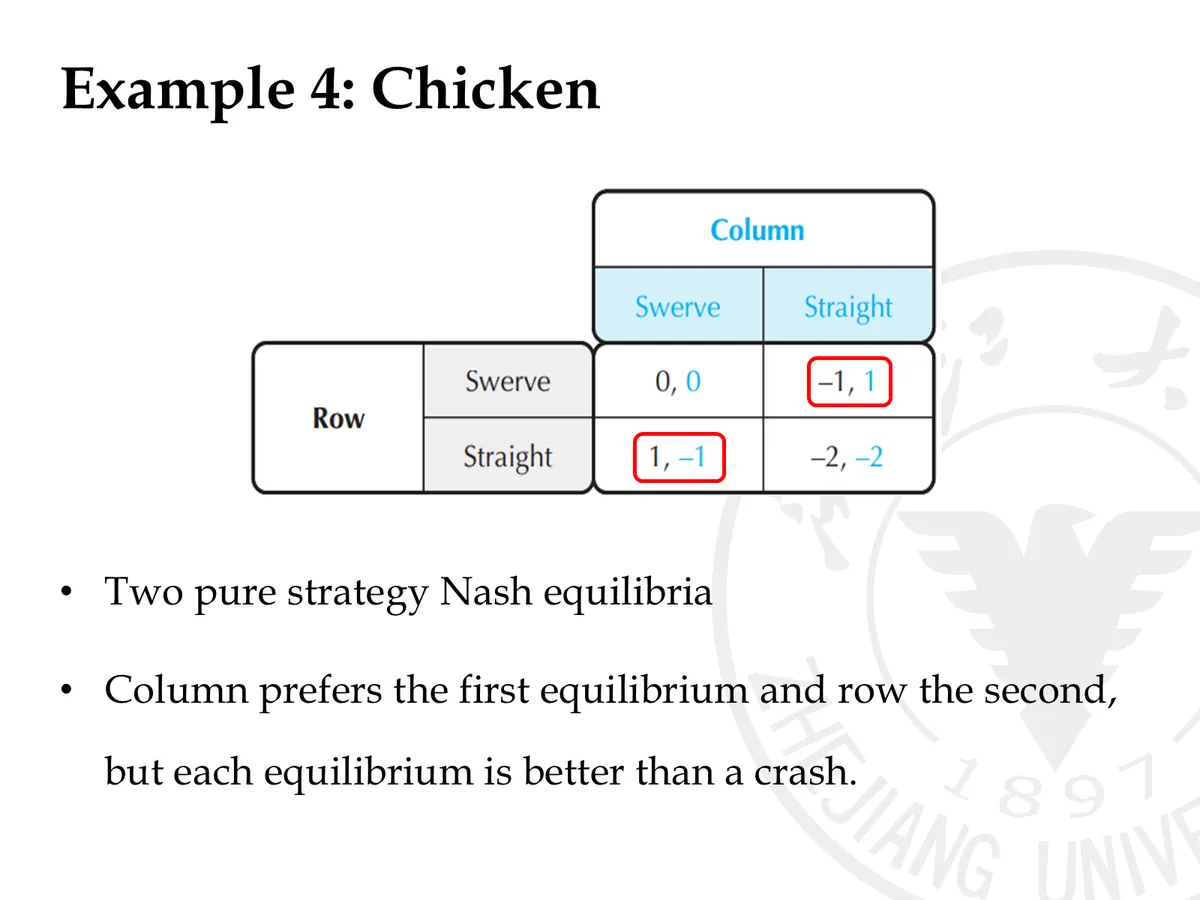 Example 4: Chicken
Column
Swerve Straight
Row
Swerve 0, 0 –1, 1
Straight 1, –1 –2, –2
• Two pure strategy Nash equilibria
• Column prefers the first equilibrium and row the second,
but each equilibrium is better than a crash.
1897
ZHEJIANG UNIVER